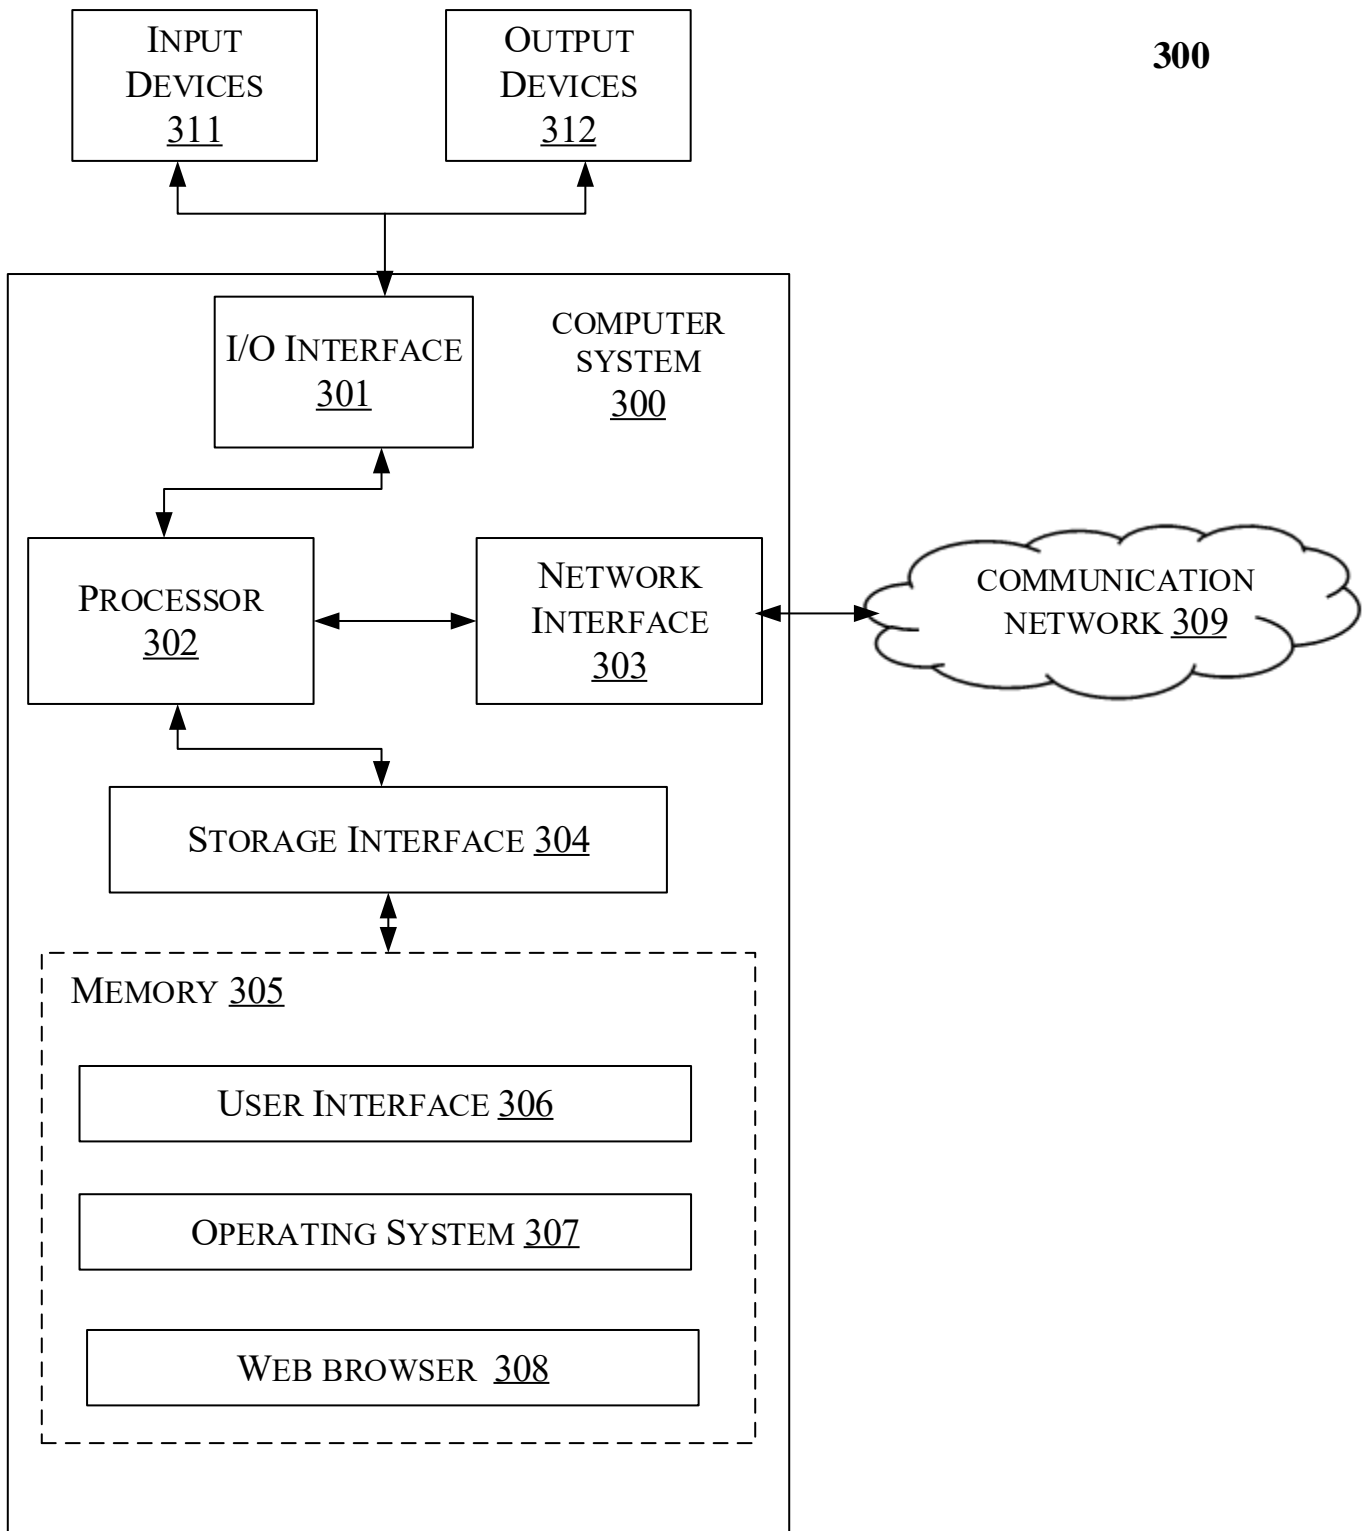 INPUT
DEVICES
311
OUTPUT
DEVICES
312
300
I/O INTERFACE
301
COMPUTER
SYSTEM
300
PROCESSOR
302
NETWORK
INTERFACE
303
COMMUNICATION
NETWORK 309
STORAGE INTERFACE 304
MEMORY 305
USER INTERFACE 306
OPERATING SYSTEM 307
WEB BROWSER 308